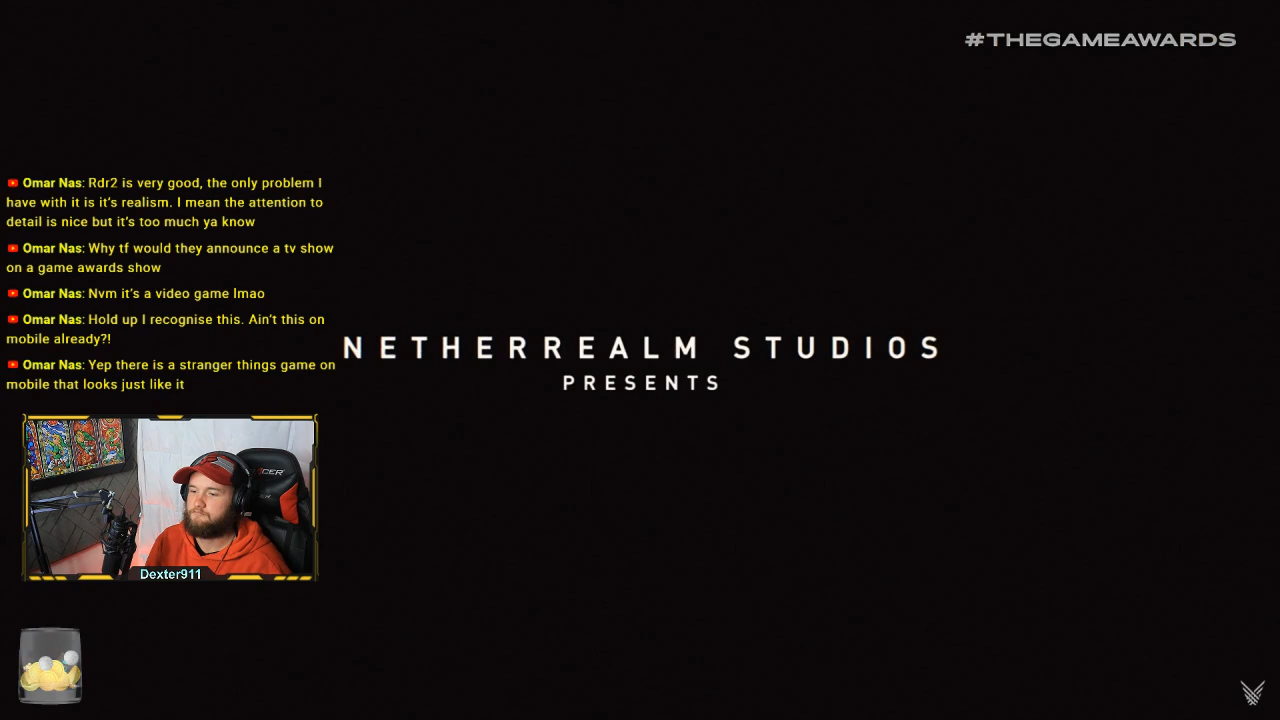 #THEGAMEAWARDS
Omar Nas: Rdr2 is very good, the only problem I
have with it is it’s realism. I mean the attention to
detail is nice but it’s too much ya know
Omar Nas: Why tf would they announce a tv show
on a game awards show
Omar Nas: Nvm it’s a video game lmao
Omar Nas: Hold up I recognise this. Ain’t this on
mobile already?!
Omar Nas: Yep there is a stranger things game on
mobile that looks just like it
NETHERREALM STUDIOS
PRESENTS
Dexter911